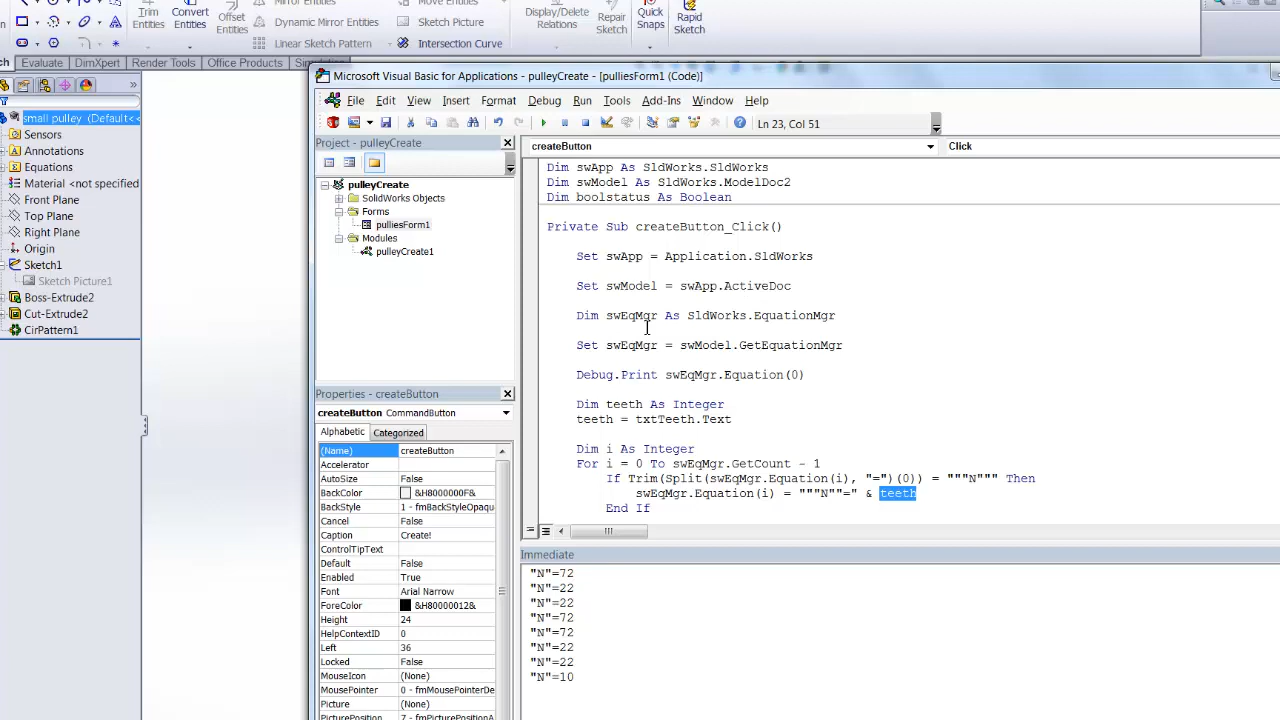 Mirror Entities
Move Entities
Trim Entities
Convert Entities
Offset Entities
Dynamic Mirror Entities
Sketch Picture
Linear Sketch Pattern
Intersection Curve
Display/Delete Relations
Repair Sketch
Quick Snaps
Rapid Sketch
Evaluate
DimXpert
Render Tools
Office Products
»
small pulley (Default<<
Sensors
Annotations
Equations
Material <not specified
Front Plane
Top Plane
Right Plane
Origin
Sketch1
Sketch Picture1
Boss-Extrude2
Cut-Extrude2
CirPattern1
Microsoft Visual Basic for Applications - pulleyCreate - [pulliesForm1 (Code)]
File Edit View Insert Format Debug Run Tools Add-Ins Window Help
Ln 23, Col 51
Project - pulleyCreate
pulleyCreate
SolidWorks Objects
Forms
pulliesForm1
Modules
pulleyCreate1
Properties - createButton
createButton CommandButton
Alphabetic Categorized
(Name) createButton
Accelerator
AutoSize False
BackColor &H8000000F&
BackStyle 1 - fmBackStyleOpaqu
Cancel False
Caption Create!
ControlTipText
Default False
Enabled True
Font Arial Narrow
ForeColor &H80000012&
Height 24
HelpContextID 0
Left 36
Locked False
MouseIcon (None)
MousePointer 0 - fmMousePointerDe
Picture (None)
PicturePosition 7 - fmPicturePositionA
createButton Click
Dim swApp As SldWorks.SldWorks
Dim swModel As SldWorks.ModelDoc2
Dim boolstatus As Boolean
Private Sub createButton_Click()
Set swApp = Application.SldWorks
Set swModel = swApp.ActiveDoc
Dim swEqMgr As SldWorks.EquationMgr
Set swEqMgr = swModel.GetEquationMgr
Debug.Print swEqMgr.Equation(0)
Dim teeth As Integer
teeth = txtTeeth.Text
Dim i As Integer
For i = 0 To swEqMgr.GetCount - 1
If Trim(Split(swEqMgr.Equation(i), "=")(0)) = """N""" Then
swEqMgr.Equation(i) = """N""=" & teeth
End If
Immediate
"N"=72
"N"=22
"N"=22
"N"=72
"N"=72
"N"=22
"N"=22
"N"=10